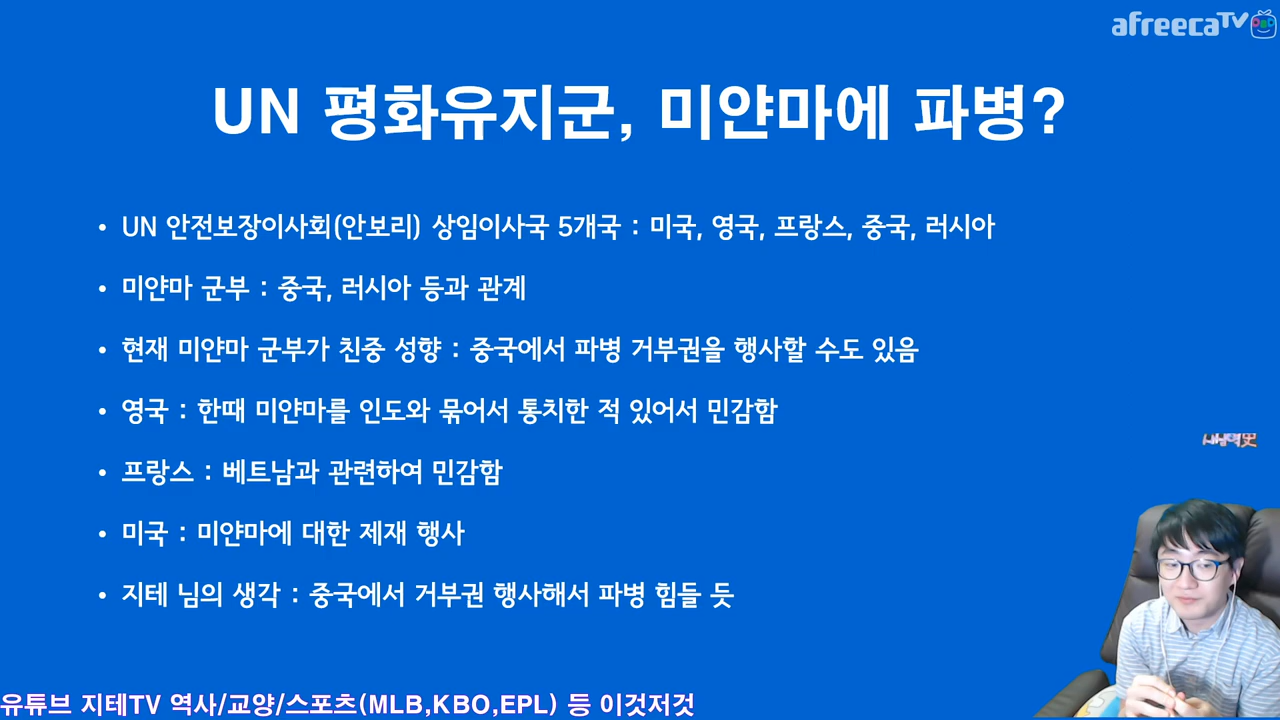 afreecaTV
UN 평화유지군, 미얀마에 파병?
• UN 안전보장이사회(안보리) 상임이사국 5개국 : 미국, 영국, 프랑스, 중국, 러시아
• 미얀마 군부 : 중국, 러시아 등과 관계
• 현재 미얀마 군부가 친중 성향 : 중국에서 파병 거부권을 행사할 수도 있음
• 영국 : 한때 미얀마를 인도와 묶어서 통치한 적 있어서 민감함
• 프랑스 : 베트남과 관련하여 민감함
• 미국 : 미얀마에 대한 제재 행사
• 지테 님의 생각 : 중국에서 거부권 행사해서 파병 힘들 듯
유튜브 지테TV 역사/교양/스포츠(MLB,KBO,EPL) 등 이것저것